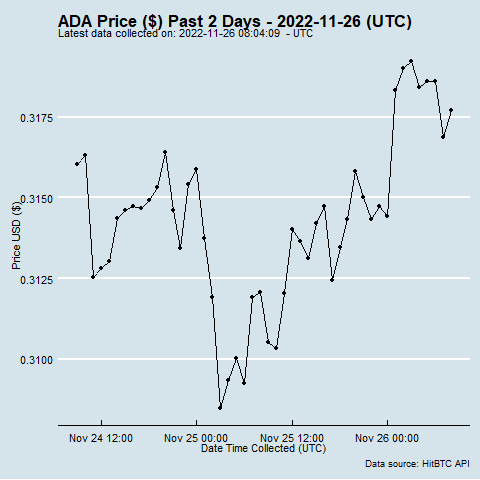 ADA Price ($) Past 2 Days - 2022-11-26 (UTC)
Latest data collected on: 2022-11-26 08:04:09  - UTC
Price USD ($)
0.3175
0.3150
0.3125
0.3100
Nov 24 12:00
Nov 25 00:00
Nov 25 12:00
Nov 26 00:00
Date Time Collected (UTC)
Data source: HitBTC API